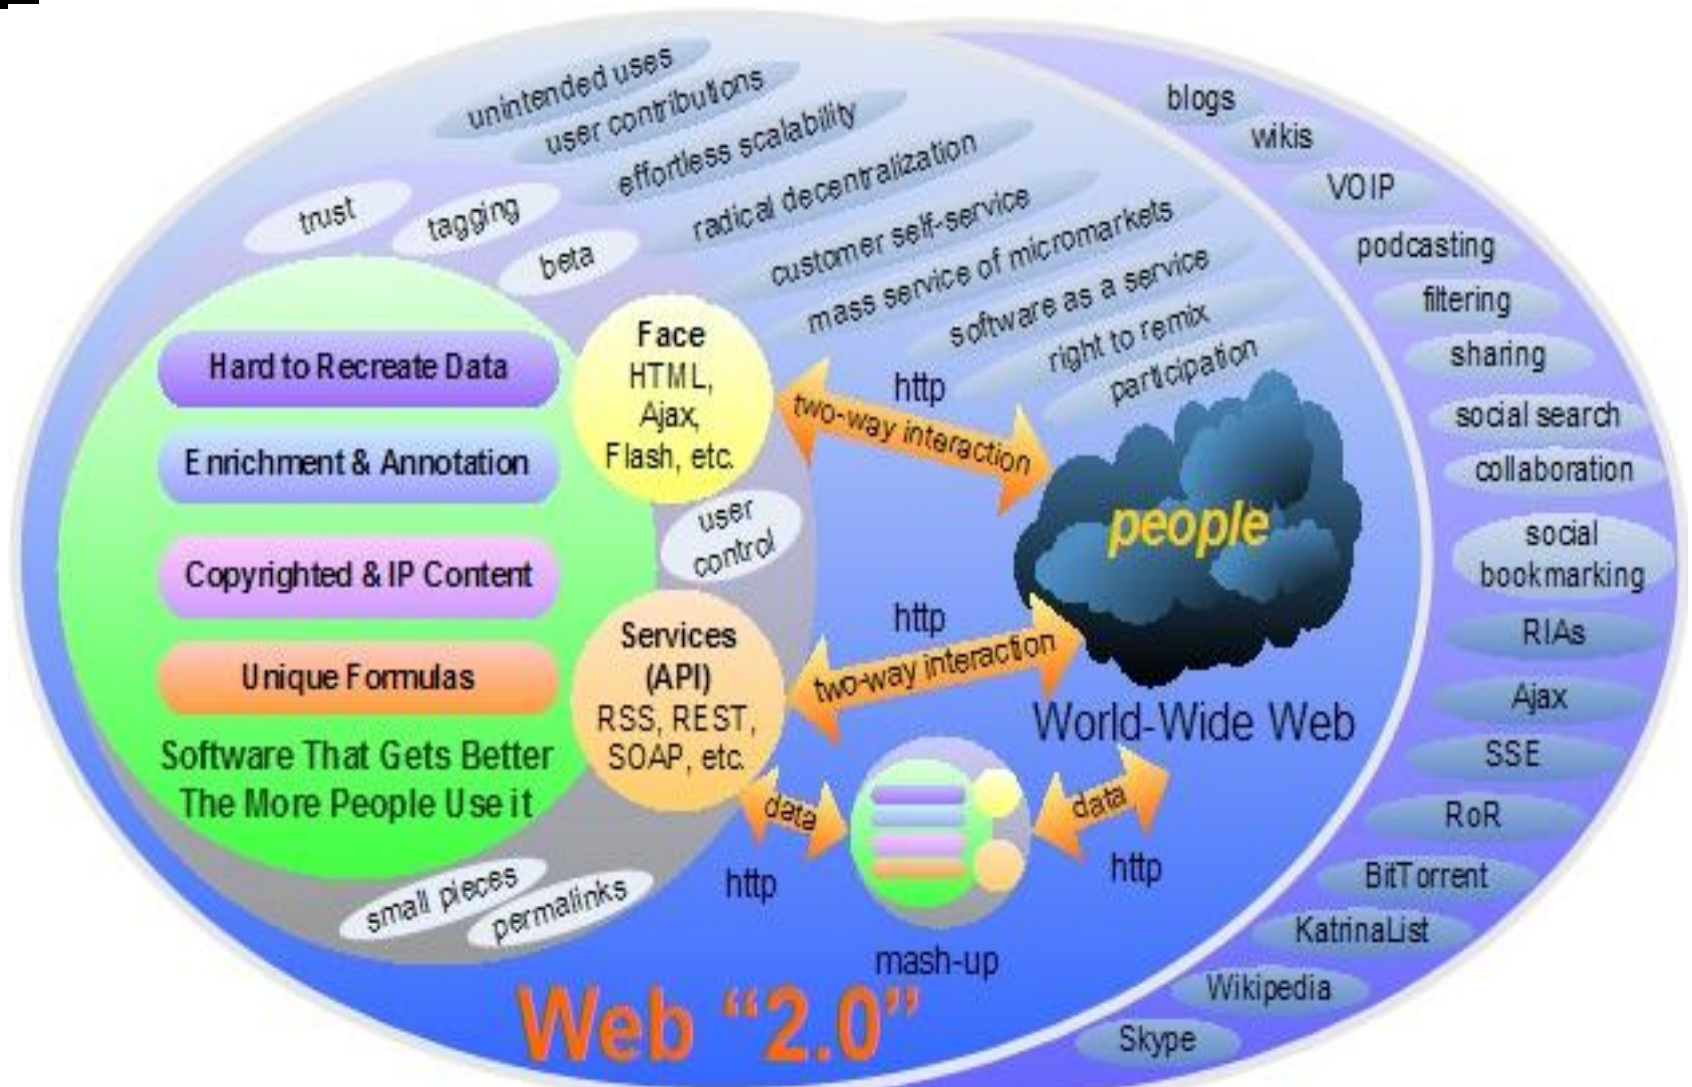 unintended uses
user contributions
effortless scalability
radical decentralization
customer self-service
mass service of micromarkets
software as a service
right to remix
participation
trust
tagging
beta
Hard to Recreate Data
Enrichment & Annotation
Copyrighted & IP Content
Unique Formulas
Software That Gets Better
The More People Use it
Face
HTML,
Ajax,
Flash, etc.
user
control
Services
(API)
RSS, REST,
SOAP, etc.
http
two-way interaction
people
http
two-way interaction
World-Wide Web
data
http
data
http
mash-up
small pieces
permalinks
Web “2.0”
blogs
wikis
VOIP
podcasting
filtering
sharing
social search
collaboration
social
bookmarking
RIAs
Ajax
SSE
RoR
BitTorrent
KatrinaList
Wikipedia
Skype